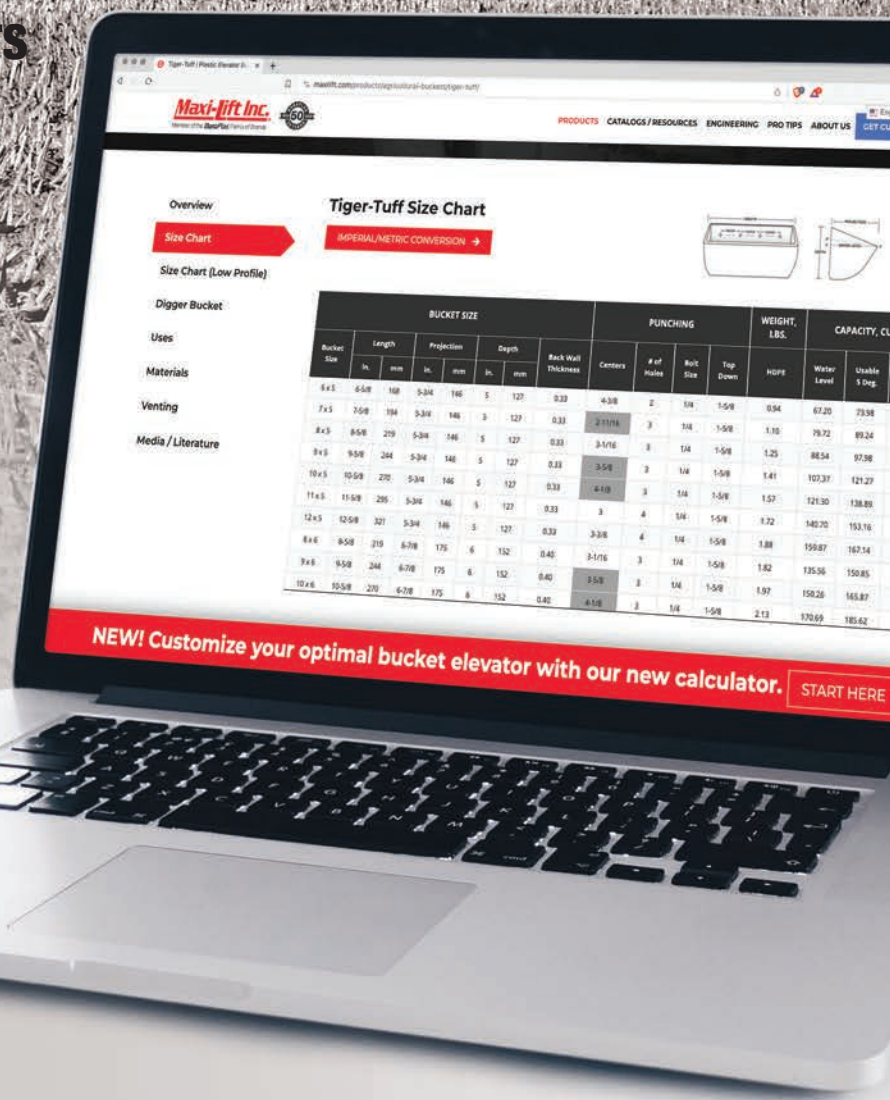 TS
Tiger-Tuff | Plastic Elevator B
maxilift.com/products/agricultural-buckets/tiger-tuff/
Maxi-Lift Inc.
Member of the DuraPlas Family of Brands
50
PRODUCTS CATALOGS / RESOURCES ENGINEERING PRO TIPS ABOUT US GET CU
Eng
Overview
Size Chart
Size Chart (Low Profile)
Digger Bucket
Uses
Materials
Venting
Media / Literature
Tiger-Tuff Size Chart
IMPERIAL/METRIC CONVERSION →
BUCKET SIZE PUNCHING WEIGHT, LBS. CAPACITY, CU
Bucket Size Length Projection Depth Back Wall Thickness Centers # of Holes Bolt Size Top Down HDPE Water Level Usable 5 Deg.
in. mm in. mm in. mm
6 x 5 6-5/8 168 5-3/4 146 5 127 0.33 4-3/8 2 1/4 1-5/8 0.94 67.20 73.98
7 x 5 7-5/8 194 5-3/4 146 5 127 0.33 2-11/16 3 1/4 1-5/8 1.10 79.72 89.24
8 x 5 8-5/8 219 5-3/4 146 5 127 0.33 3-1/16 3 1/4 1-5/8 1.25 88.54 97.98
9 x 5 9-5/8 244 5-3/4 146 5 127 0.33 3-5/8 3 1/4 1-5/8 1.41 107.37 121.27
10 x 5 10-5/8 270 5-3/4 146 5 127 0.33 4-1/8 3 1/4 1-5/8 1.57 121.30 138.89
11 x 5 11-5/8 295 5-3/4 146 5 127 0.33 3 4 1/4 1-5/8 1.72 140.70 153.16
12 x 5 12-5/8 321 5-3/4 146 5 127 0.33 3-3/8 4 1/4 1-5/8 1.88 159.87 167.14
8 x 6 8-5/8 219 6-7/8 175 6 152 0.40 3-1/16 3 1/4 1-5/8 1.82 135.56 150.85
9 x 6 9-5/8 244 6-7/8 175 6 152 0.40 3-5/8 3 1/4 1-5/8 1.97 150.26 165.87
10 x 6 10-5/8 270 6-7/8 175 6 152 0.40 4-1/8 3 1/4 1-5/8 2.13 170.69 185.62
NEW! Customize your optimal bucket elevator with our new calculator. START HERE